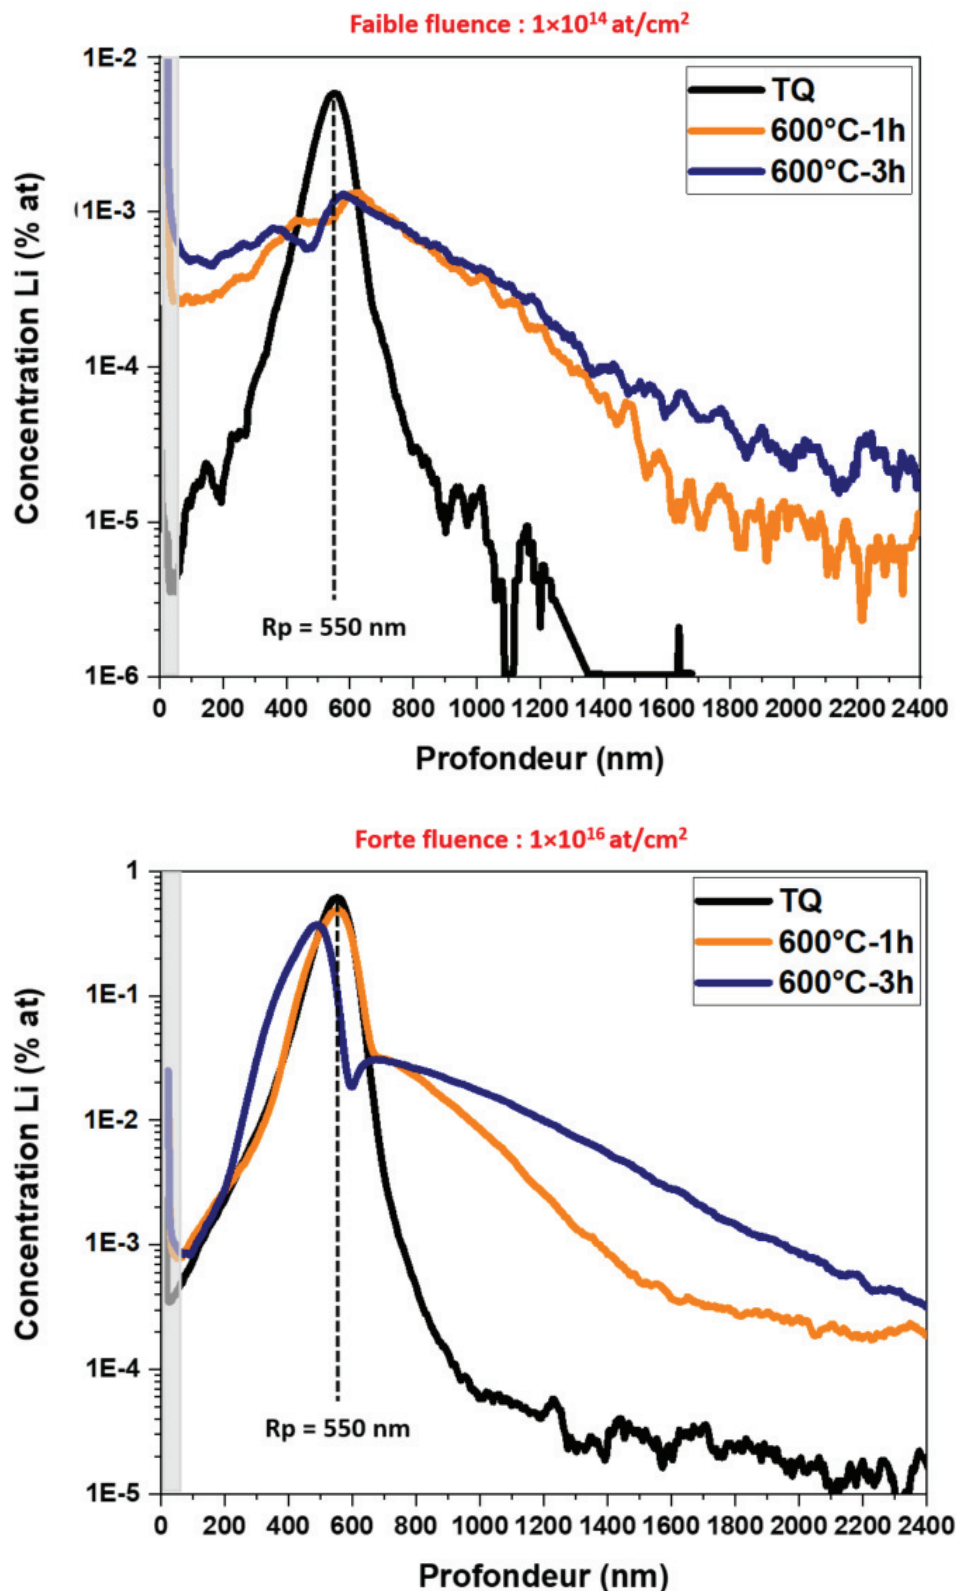 Faible fluence : 1×10¹⁴ at/cm²
1E-2
1E-3
1E-4
1E-5
1E-6
Concentration Li (% at)
TQ
600°C-1h
600°C-3h
Rp = 550 nm
0 200 400 600 800 1000 1200 1400 1600 1800 2000 2200 2400
Profondeur (nm)
Forte fluence : 1×10¹⁶ at/cm²
1
1E-1
1E-2
1E-3
1E-4
1E-5
Concentration Li (% at)
TQ
600°C-1h
600°C-3h
Rp = 550 nm
0 200 400 600 800 1000 1200 1400 1600 1800 2000 2200 2400
Profondeur (nm)